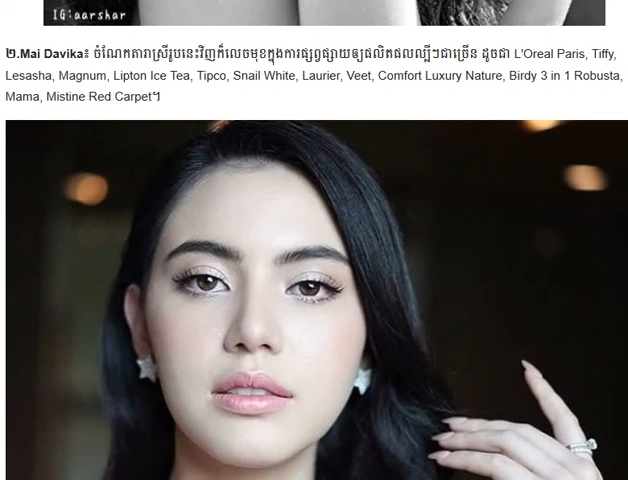 IG:aarshar
២.Mai Davika៖ ចំណែកតារាស្រីរូបនេះវិញក៏លេចមុខក្នុងការផ្សព្វផ្សាយឲ្យផលិតផលល្បីៗជាច្រើន ដូចជា L'Oreal Paris, Tiffy,
Lesasha, Magnum, Lipton Ice Tea, Tipco, Snail White, Laurier, Veet, Comfort Luxury Nature, Birdy 3 in 1 Robusta,
Mama, Mistine Red Carpet។